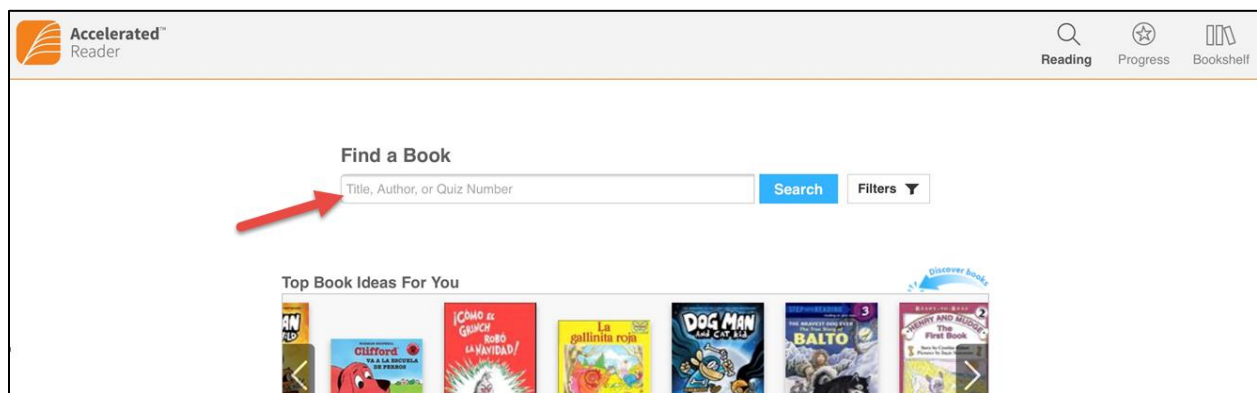 Accelerated™
Reader
Reading
Progress
Bookshelf
Find a Book
Title, Author, or Quiz Number
Search
Filters
Top Book Ideas For You
Discover books
Clifford
VA A LA ESCUELA
DE PERROS
¡CÓMO EL
GRINCH
ROBÓ
LA NAVIDAD!
La
gallinita roja
DOG MAN
AND CAT KID
STEP INTO READING
3
THE BRAVEST DOG EVER
The True Story of
BALTO
READY-TO-READ
2
HENRY AND MUDGE
The
First Book